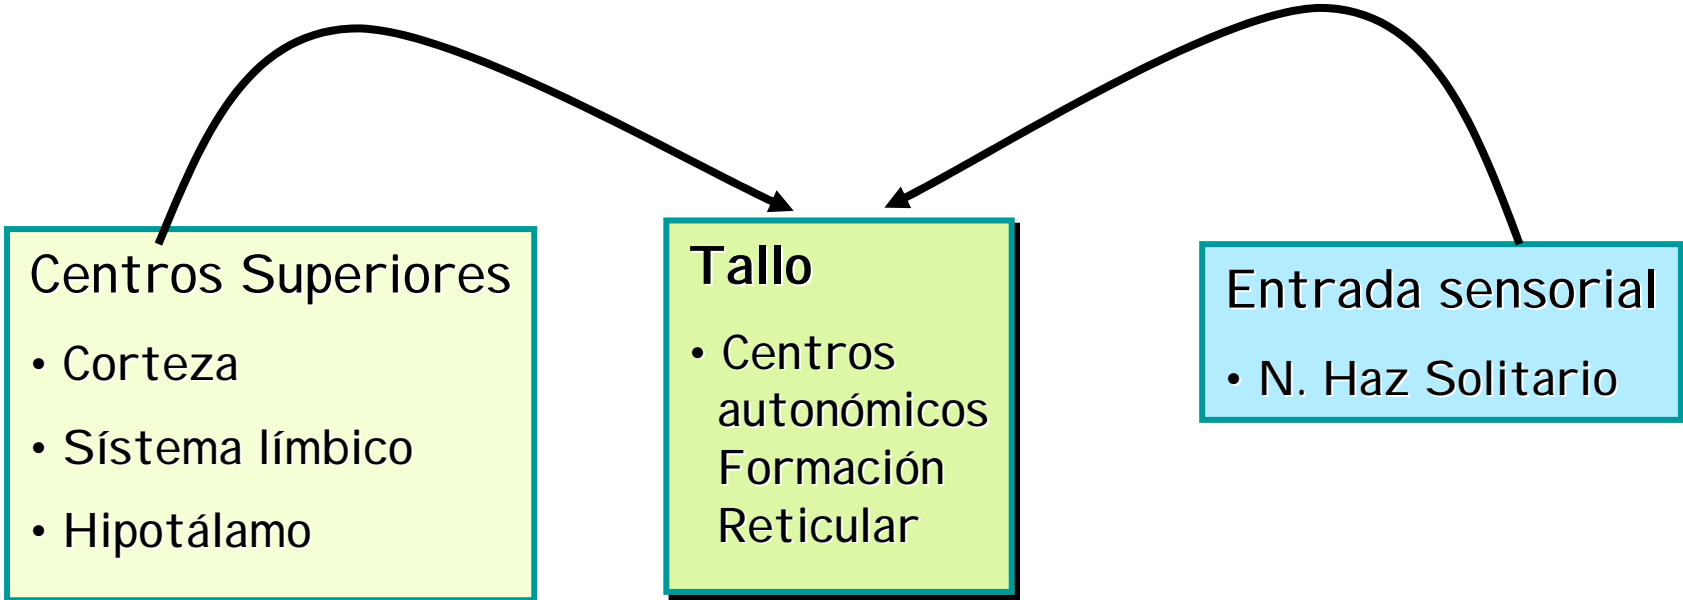 Centros Superiores
• Corteza
• Sístema límbico
• Hipotálamo
Tallo
• Centros
autonómicos
Formación
Reticular
Entrada sensorial
• N. Haz Solitario